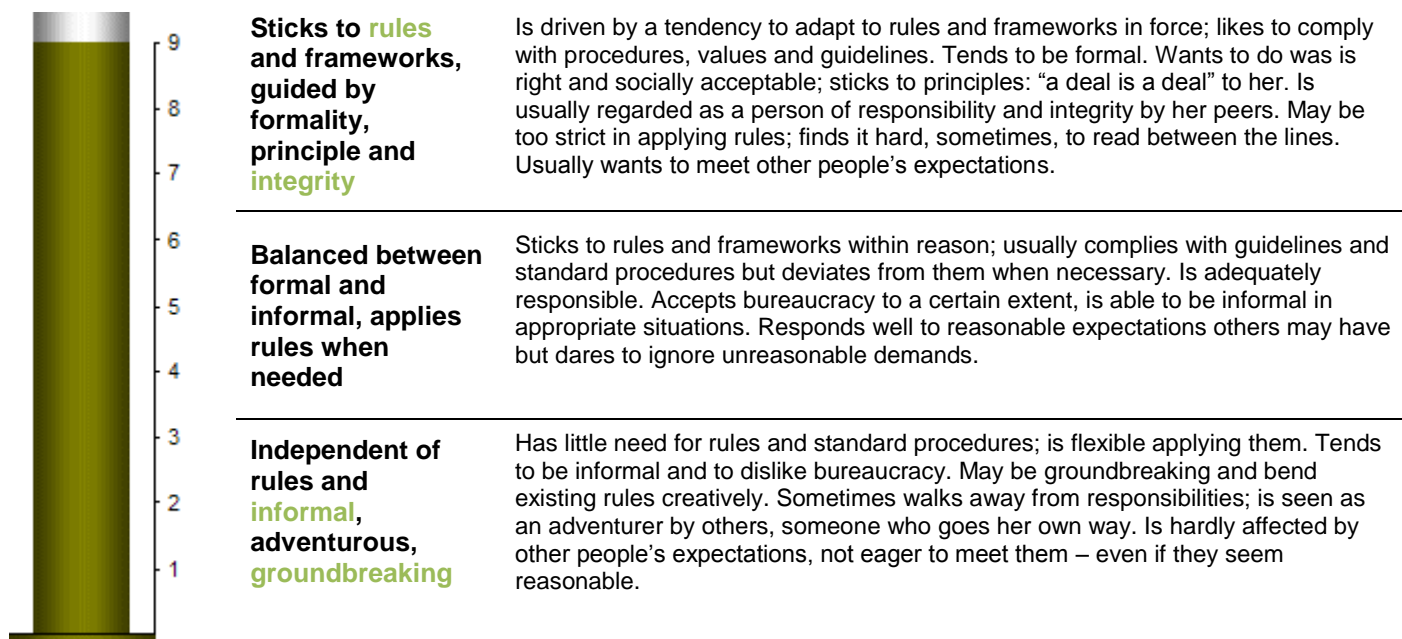 9
8
7
6
5
4
3
2
1
Sticks to rules
and frameworks,
guided by
formality,
principle and
integrity
Is driven by a tendency to adapt to rules and frameworks in force; likes to comply
with procedures, values and guidelines. Tends to be formal. Wants to do was is
right and socially acceptable; sticks to principles: “a deal is a deal” to her. Is
usually regarded as a person of responsibility and integrity by her peers. May be
too strict in applying rules; finds it hard, sometimes, to read between the lines.
Usually wants to meet other people’s expectations.
Balanced between
formal and
informal, applies
rules when
needed
Sticks to rules and frameworks within reason; usually complies with guidelines and
standard procedures but deviates from them when necessary. Is adequately
responsible. Accepts bureaucracy to a certain extent, is able to be informal in
appropriate situations. Responds well to reasonable expectations others may have
but dares to ignore unreasonable demands.
Independent of
rules and
informal,
adventurous,
groundbreaking
Has little need for rules and standard procedures; is flexible applying them. Tends
to be informal and to dislike bureaucracy. May be groundbreaking and bend
existing rules creatively. Sometimes walks away from responsibilities; is seen as
an adventurer by others, someone who goes her own way. Is hardly affected by
other people’s expectations, not eager to meet them – even if they seem
reasonable.